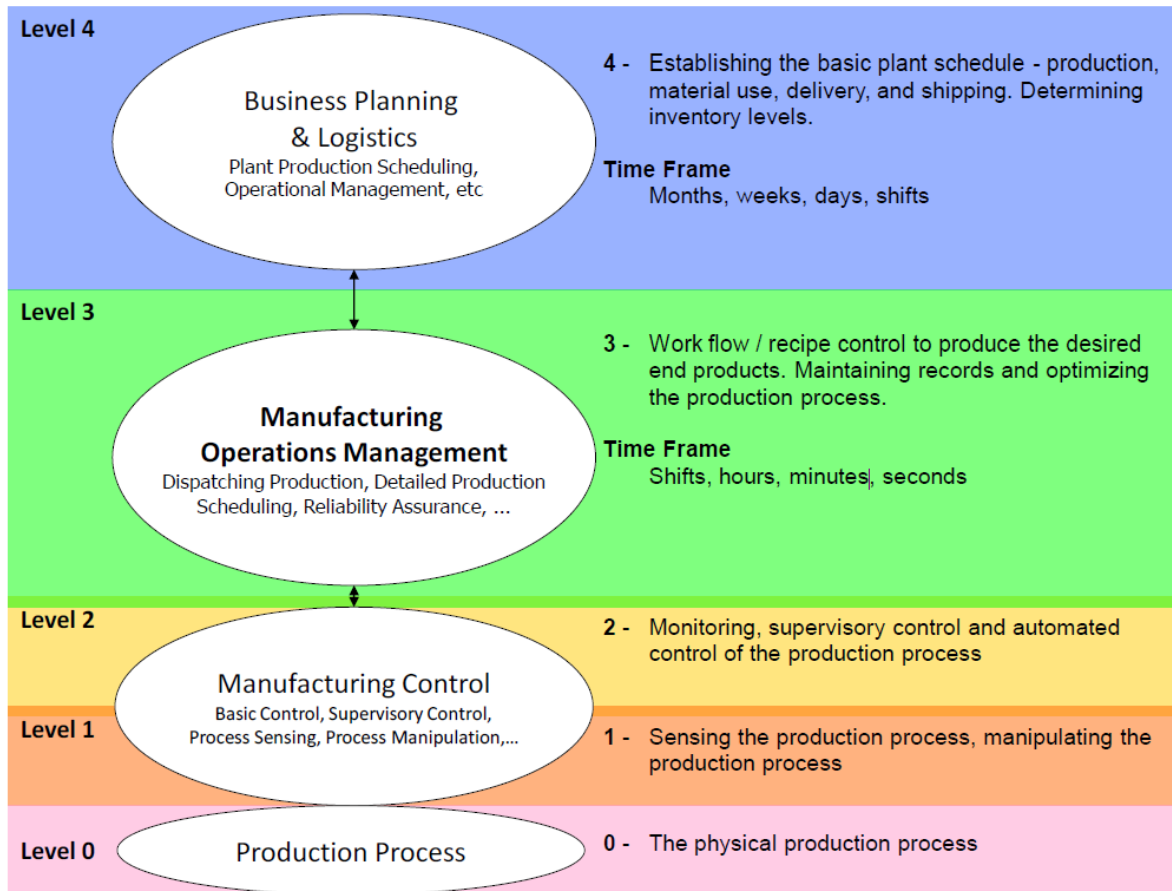 Level 4
Business Planning
& Logistics
Plant Production Scheduling,
Operational Management, etc
4 - Establishing the basic plant schedule - production,
material use, delivery, and shipping. Determining
inventory levels.
Time Frame
Months, weeks, days, shifts
Level 3
Manufacturing
Operations Management
Dispatching Production, Detailed Production
Scheduling, Reliability Assurance, ...
3 - Work flow / recipe control to produce the desired
end products. Maintaining records and optimizing
the production process.
Time Frame
Shifts, hours, minutes, seconds
Level 2
Manufacturing Control
Basic Control, Supervisory Control,
Process Sensing, Process Manipulation,...
2 - Monitoring, supervisory control and automated
control of the production process
Level 1
1 - Sensing the production process, manipulating the
production process
Level 0
Production Process
0 - The physical production process